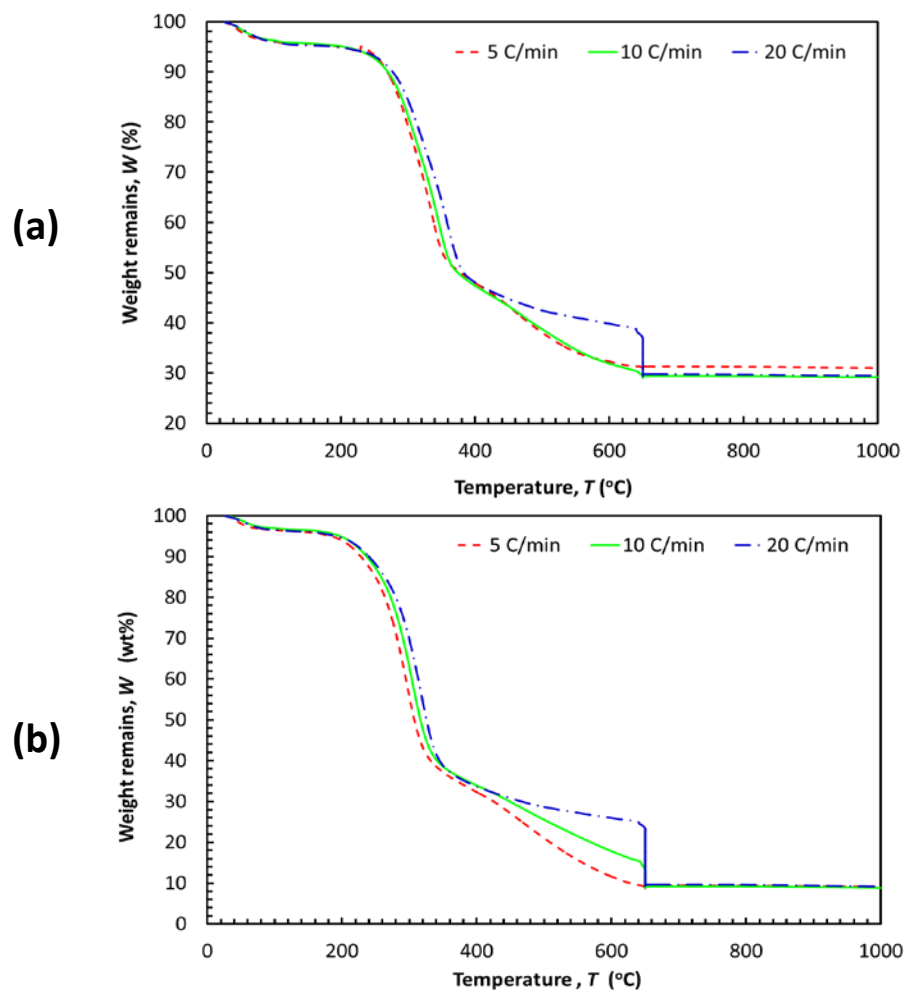 (a)
Weight remains, W (%)
100
90
80
70
60
50
40
30
20
5 C/min 10 C/min 20 C/min
0 200 400 600 800 1000
Temperature, T (°C)
(b)
Weight remains, W (wt%)
100
90
80
70
60
50
40
30
20
10
0
5 C/min 10 C/min 20 C/min
0 200 400 600 800 1000
Temperature , T (°C)